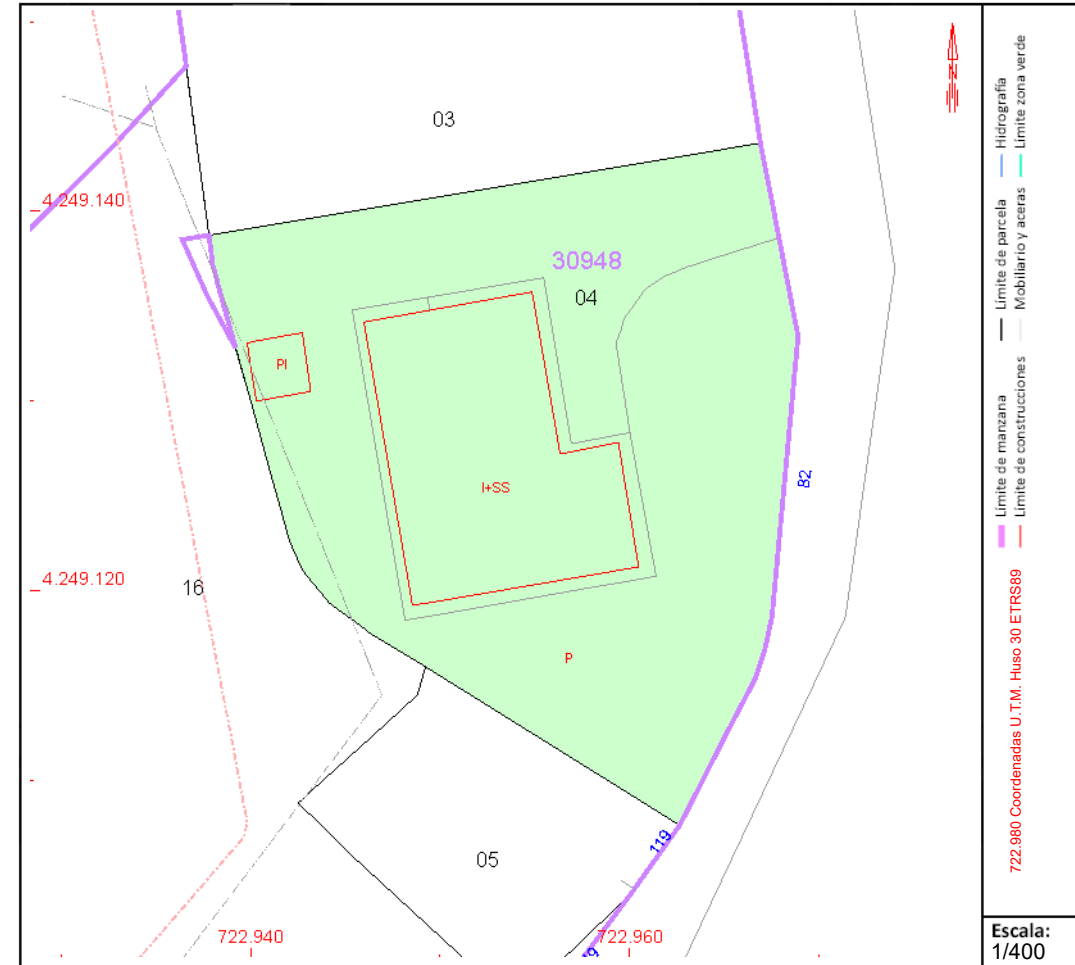 03
4.249.140
30948
04
PI
I+SS
B2
4.249.120
16
P
119
05
722.940
722.960
N
Límite de manzana
Límite de construcciones
Límite de parcela
Mobiliario y aceras
Hidrografía
Límite zona verde
722.980 Coordenadas U.T.M. Huso 30 ETRS89
Escala:
1/400